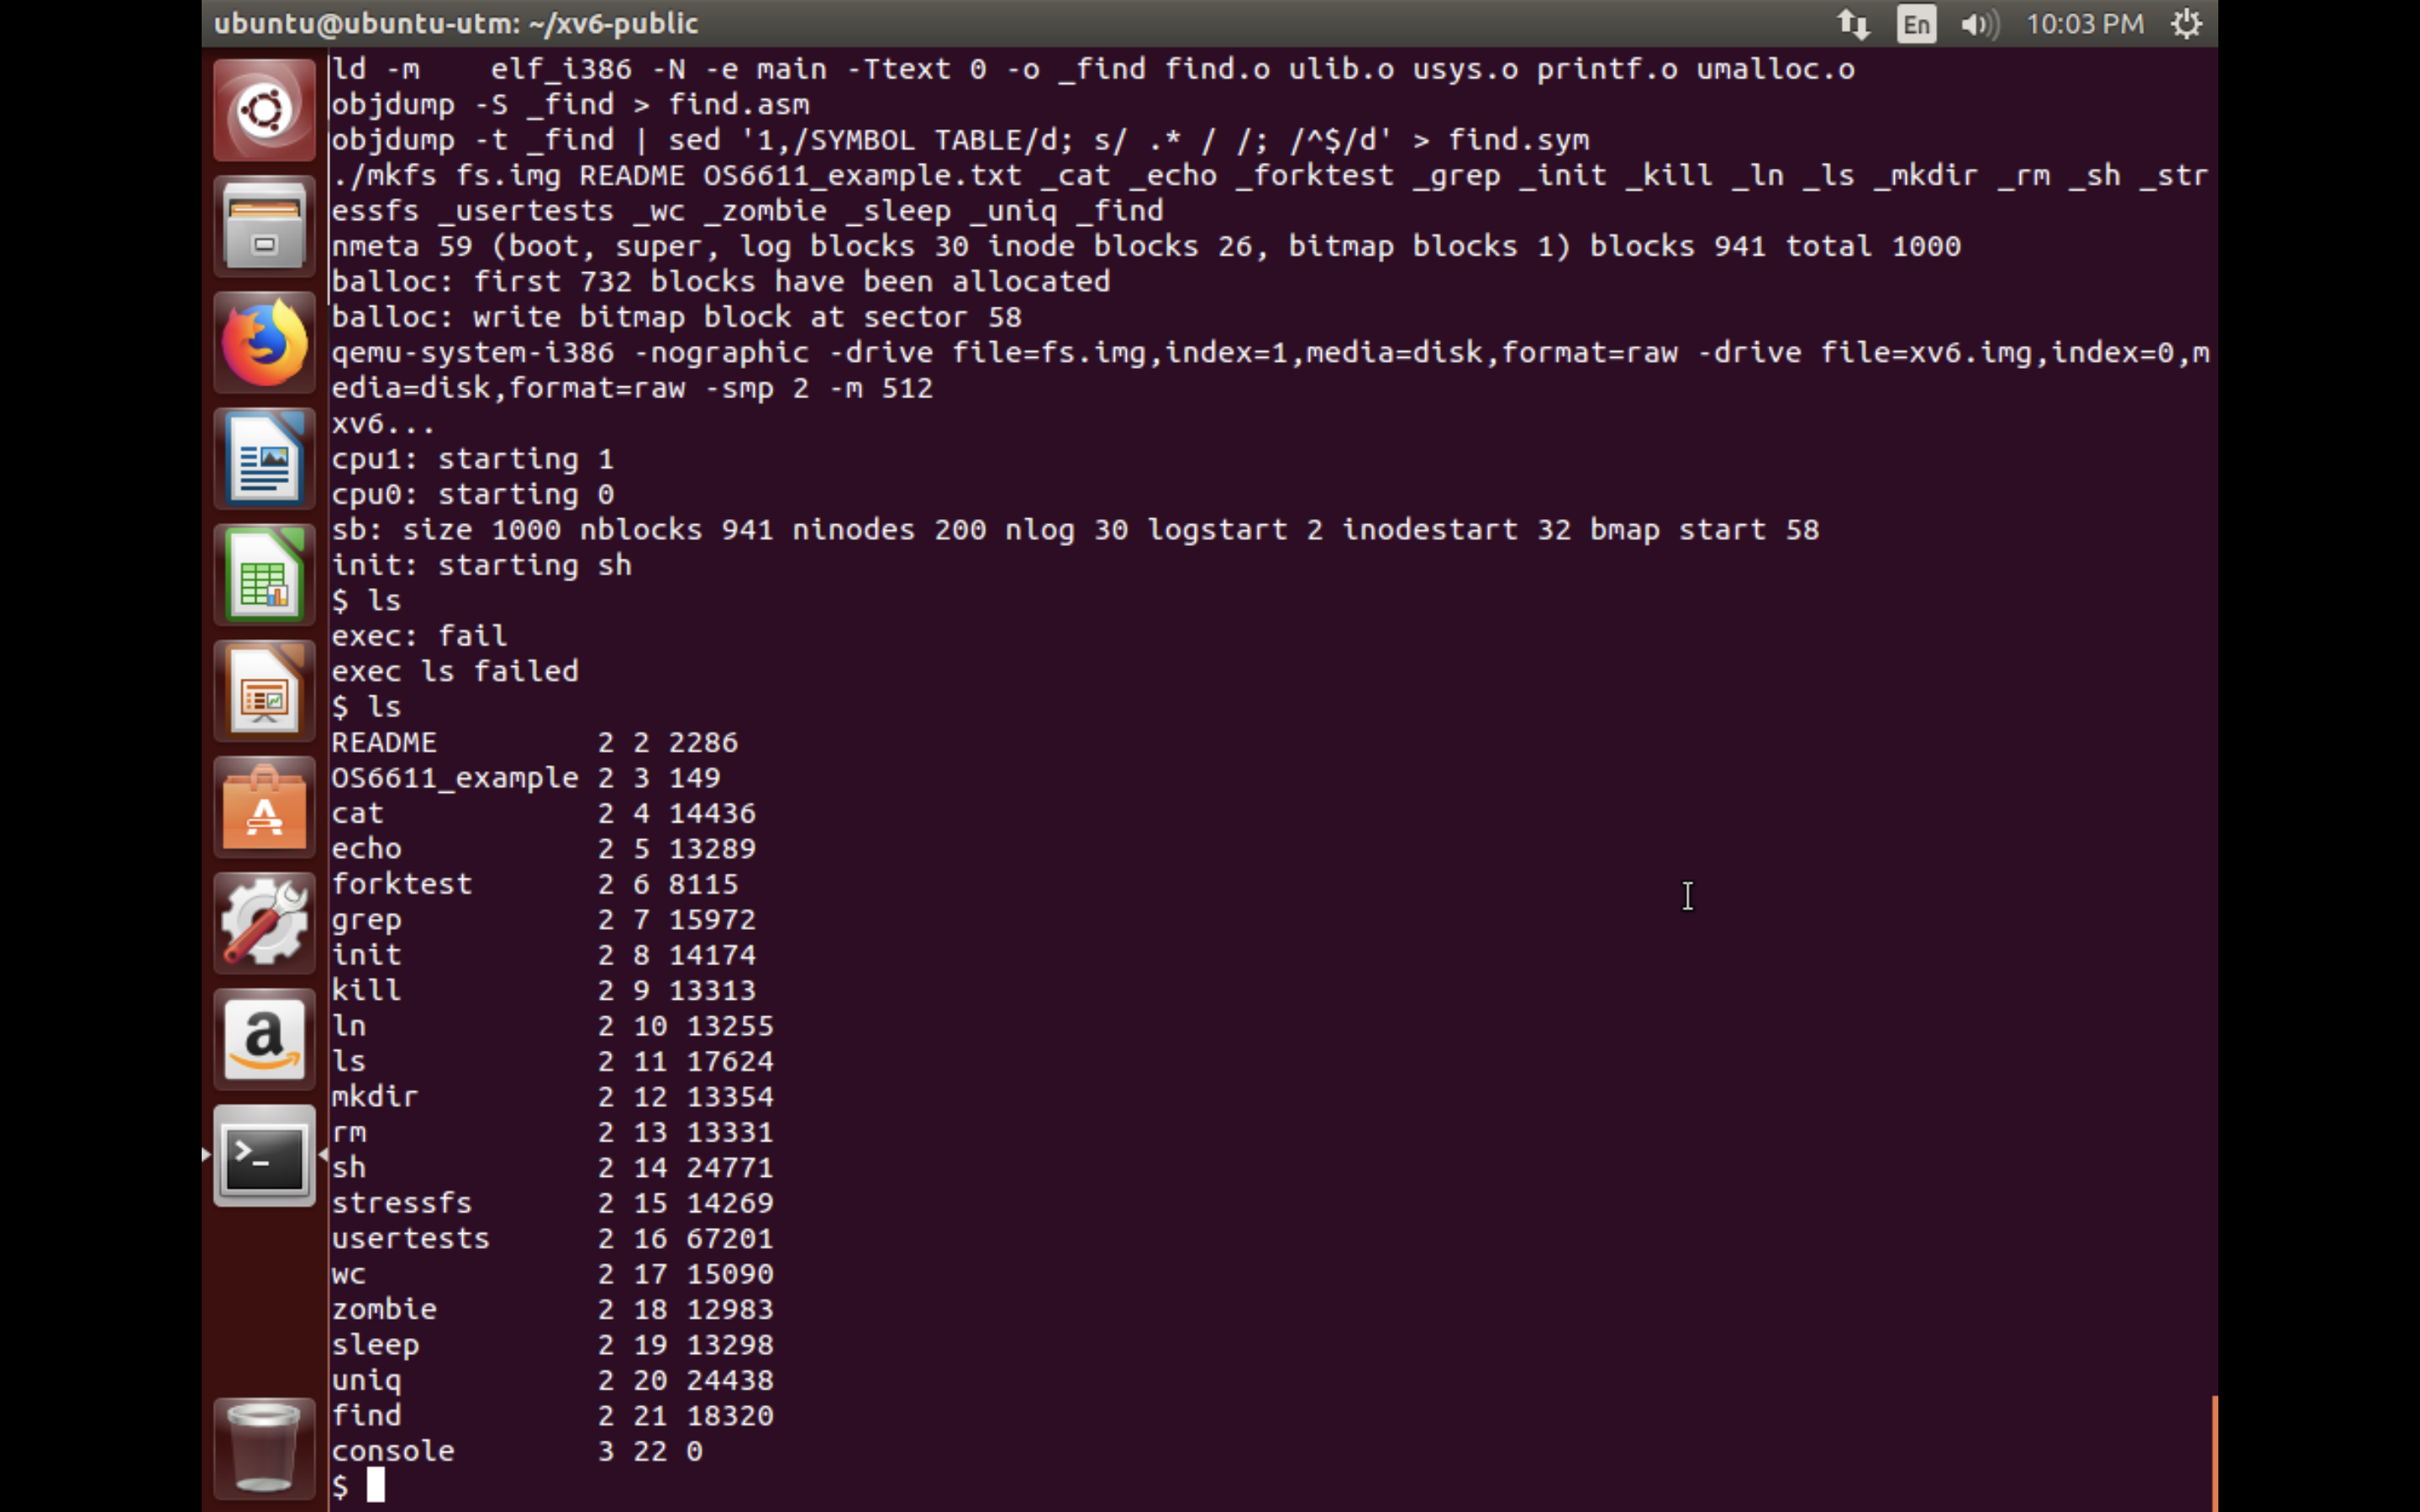 ubuntu@ubuntu-utm: ~/xv6-public
En
10:03 PM
ld -m    elf_i386 -N -e main -Ttext 0 -o _find find.o ulib.o usys.o printf.o umalloc.o
objdump -S _find > find.asm
objdump -t _find | sed '1,/SYMBOL TABLE/d; s/ .* / /; /^$/d' > find.sym
./mkfs fs.img README OS6611_example.txt _cat _echo _forktest _grep _init _kill _ln _ls _mkdir _rm _sh _str
essfs _usertests _wc _zombie _sleep _uniq _find
nmeta 59 (boot, super, log blocks 30 inode blocks 26, bitmap blocks 1) blocks 941 total 1000
balloc: first 732 blocks have been allocated
balloc: write bitmap block at sector 58
qemu-system-i386 -nographic -drive file=fs.img,index=1,media=disk,format=raw -drive file=xv6.img,index=0,m
edia=disk,format=raw -smp 2 -m 512
xv6...
cpu1: starting 1
cpu0: starting 0
sb: size 1000 nblocks 941 ninodes 200 nlog 30 logstart 2 inodestart 32 bmap start 58
init: starting sh
$ ls
exec: fail
exec ls failed
$ ls
README         2 2 2286
OS6611_example 2 3 149
cat            2 4 14436
echo           2 5 13289
forktest       2 6 8115
grep           2 7 15972
init           2 8 14174
kill           2 9 13313
ln             2 10 13255
ls             2 11 17624
mkdir          2 12 13354
rm             2 13 13331
sh             2 14 24771
stressfs       2 15 14269
usertests      2 16 67201
wc             2 17 15090
zombie         2 18 12983
sleep          2 19 13298
uniq           2 20 24438
find           2 21 18320
console        3 22 0
$